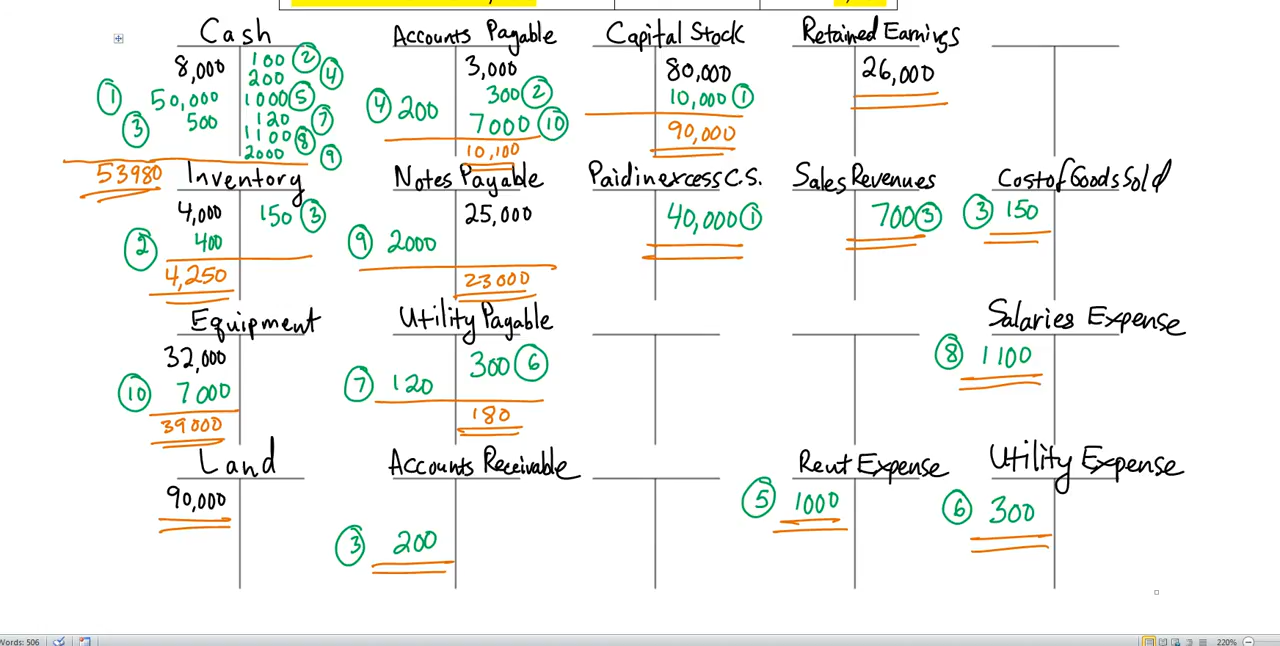 Cash
8,000 100 ②
200 ④
① 50,000 1000 ⑤
③ 500 120 ⑦
1100 ⑧
2000 ⑨
53980
Accounts Payable
3,000
300 ②
④ 200
7000 ⑩
10,100
Capital Stock
80,000
10,000 ①
90,000
Retained Earnings
26,000
Inventory
4,000 150 ③
② 400
4,250
Notes Payable
25,000
⑨ 2000
23000
Paid in excess C.S.
40,000 ①
Sales Revenues
700 ③
Cost of Goods Sold
③ 150
Equipment
32,000
⑩ 7000
39000
Utility Payable
300 ⑥
⑦ 120
180
Salaries Expense
⑧ 1100
Land
90,000
Accounts Receivable
③ 200
Rent Expense
⑤ 1000
Utility Expense
⑥ 300
Words: 506
220%